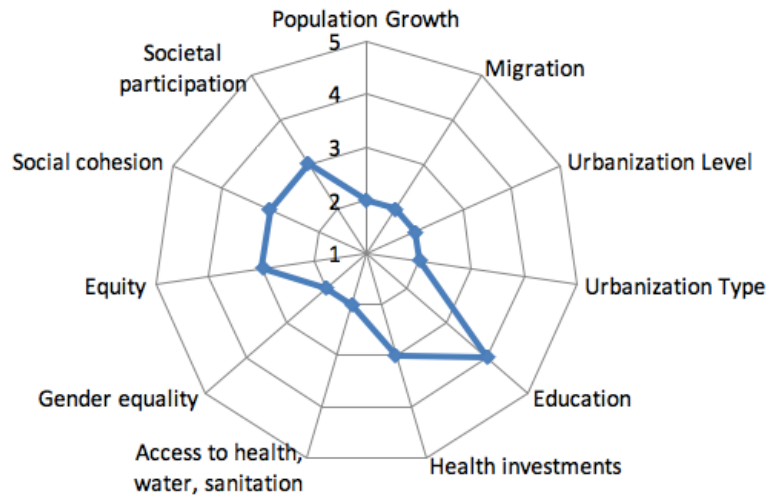 Population Growth
5
Societal
participation
Migration
4
3
Social cohesion
Urbanization Level
2
1
Equity
Urbanization Type
Gender equality
Education
Access to health,
water, sanitation
Health investments